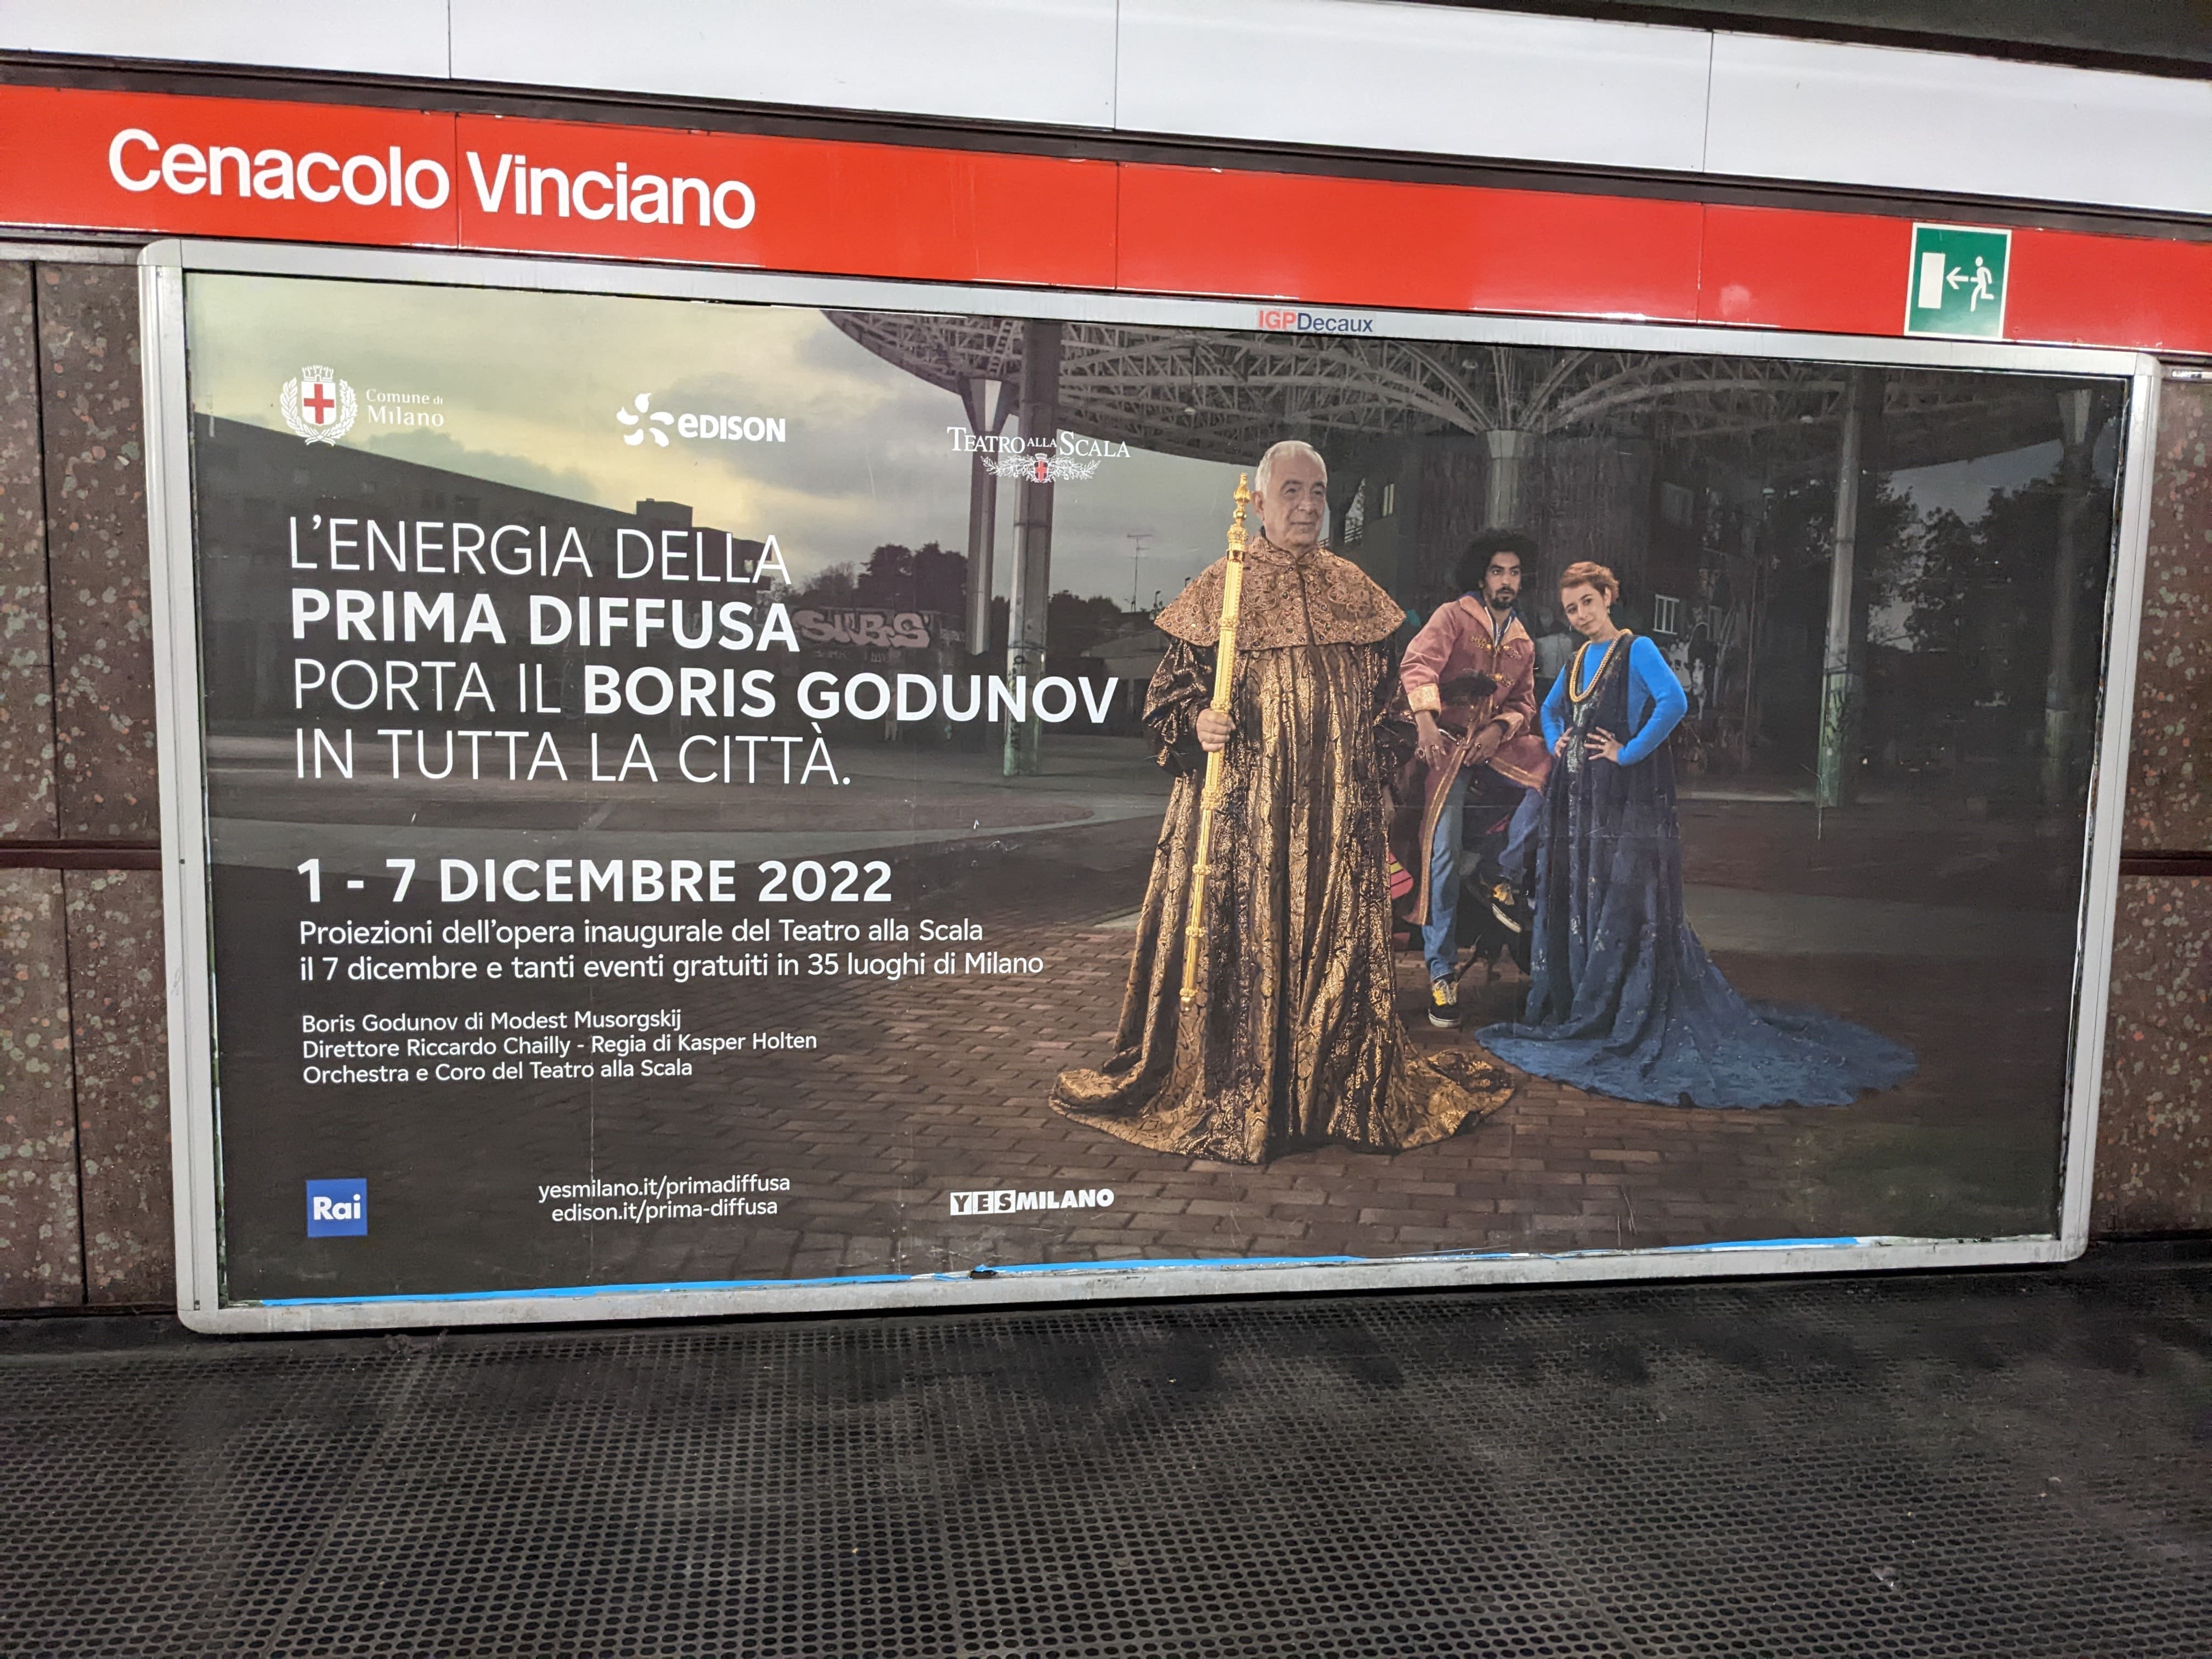 Cenacolo Vinciano
IGPDecaux
Comune di
Milano
eDISON
TEATRO ALLA SCALA
L'ENERGIA DELLA
PRIMA DIFFUSA
PORTA IL BORIS GODUNOV
IN TUTTA LA CITTÀ.
SUBS
1 - 7 DICEMBRE 2022
Proiezioni dell'opera inaugurale del Teatro alla Scala
il 7 dicembre e tanti eventi gratuiti in 35 luoghi di Milano
Boris Godunov di Modest Musorgskij
Direttore Riccardo Chailly - Regia di Kasper Holten
Orchestra e Coro del Teatro alla Scala
Rai
yesmilano.it/primadiffusa
edison.it/prima-diffusa
YESMILANO